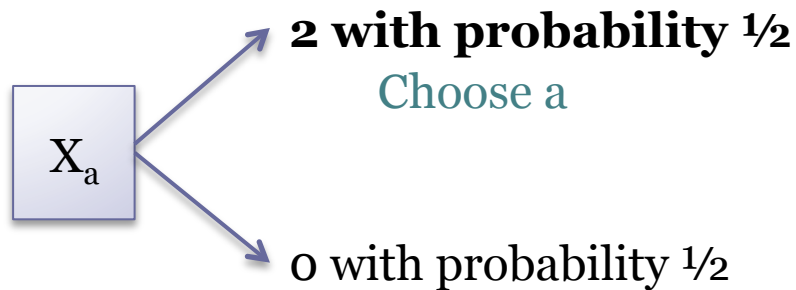 2 with probability ½
Choose a
Xₐ
0 with probability ½